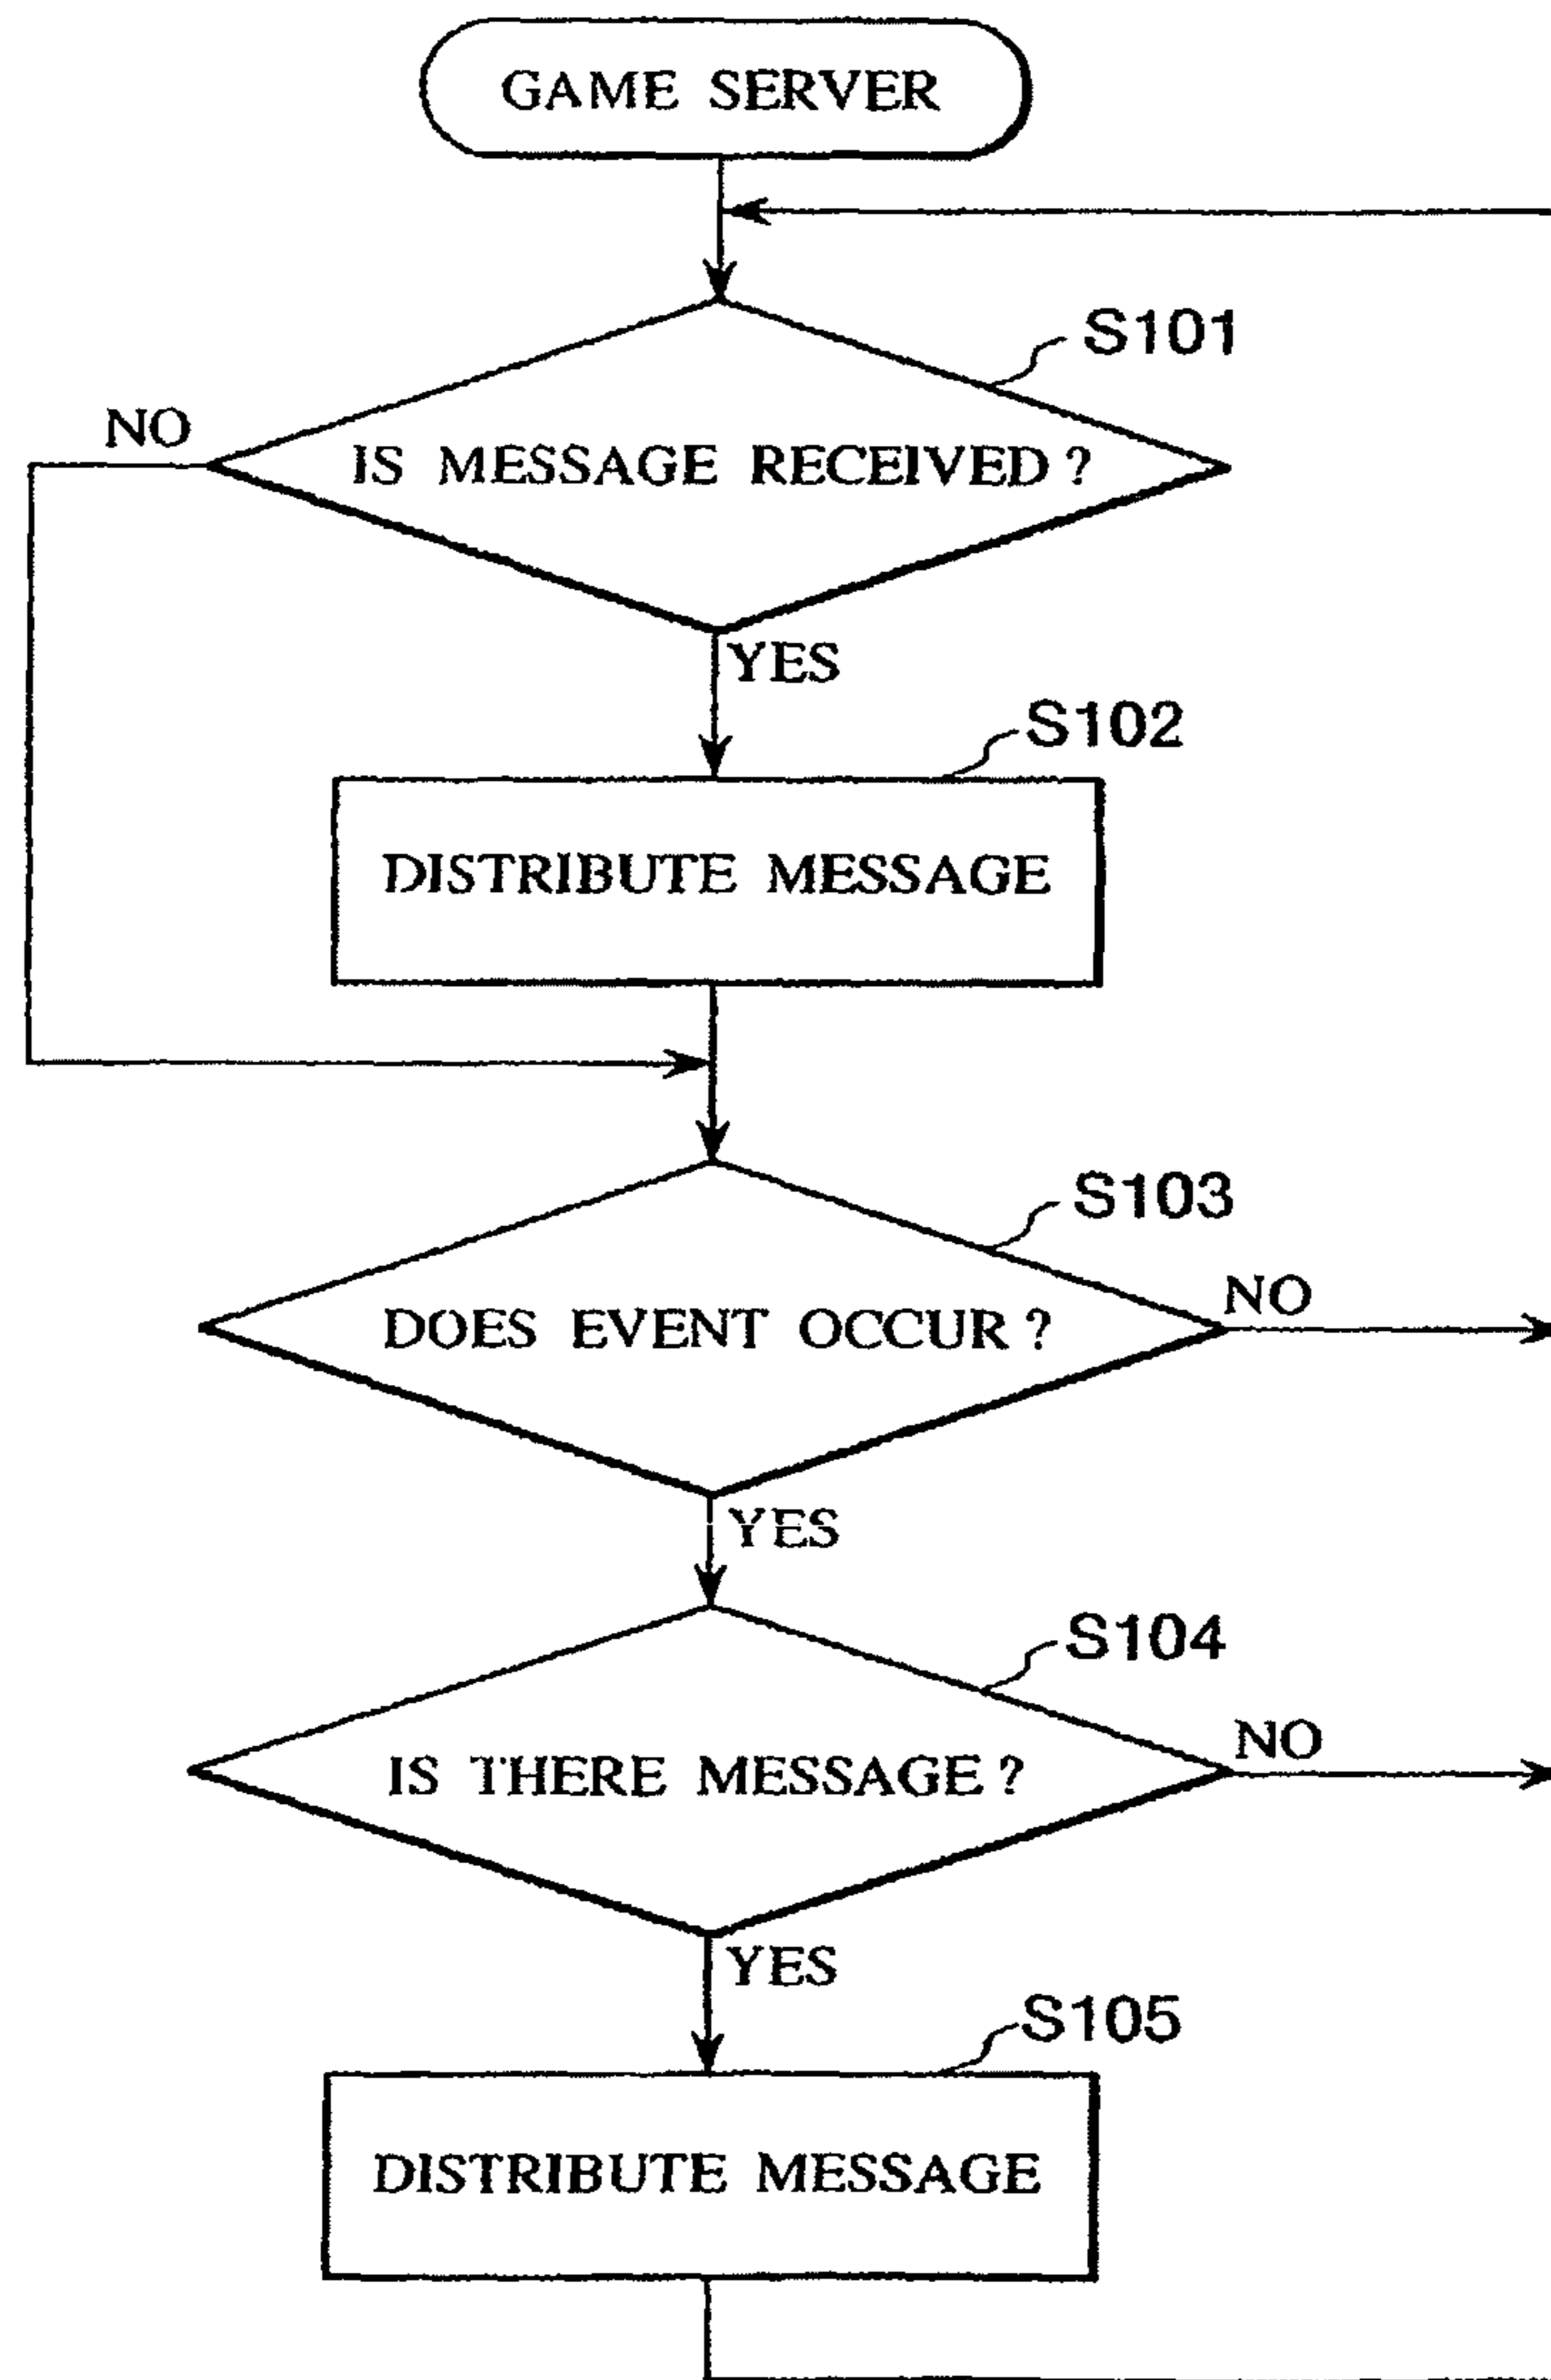 GAME SERVER
S101
NO
IS MESSAGE RECEIVED ?
YES
S102
DISTRIBUTE MESSAGE
S103
NO
DOES EVENT OCCUR ?
YES
S104
NO
IS THERE MESSAGE ?
YES
S105
DISTRIBUTE MESSAGE